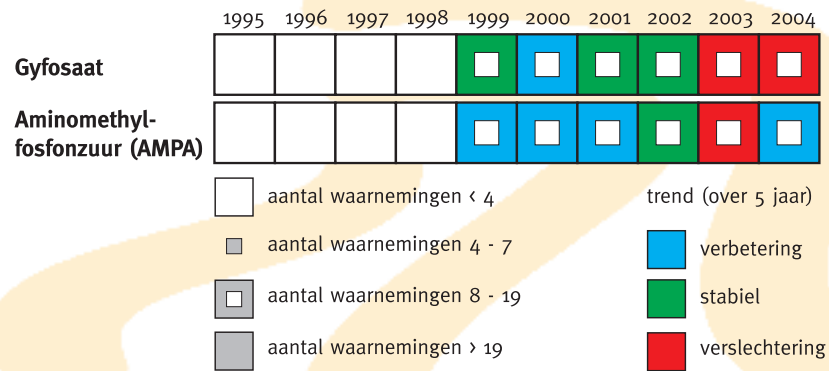 1995 1996 1997 1998 1999 2000 2001 2002 2003 2004
Gyfosaat
Aminomethyl-
fosfonzuur (AMPA)
aantal waarnemingen < 4
aantal waarnemingen 4 - 7
aantal waarnemingen 8 - 19
aantal waarnemingen > 19
trend (over 5 jaar)
verbetering
stabiel
verslechtering